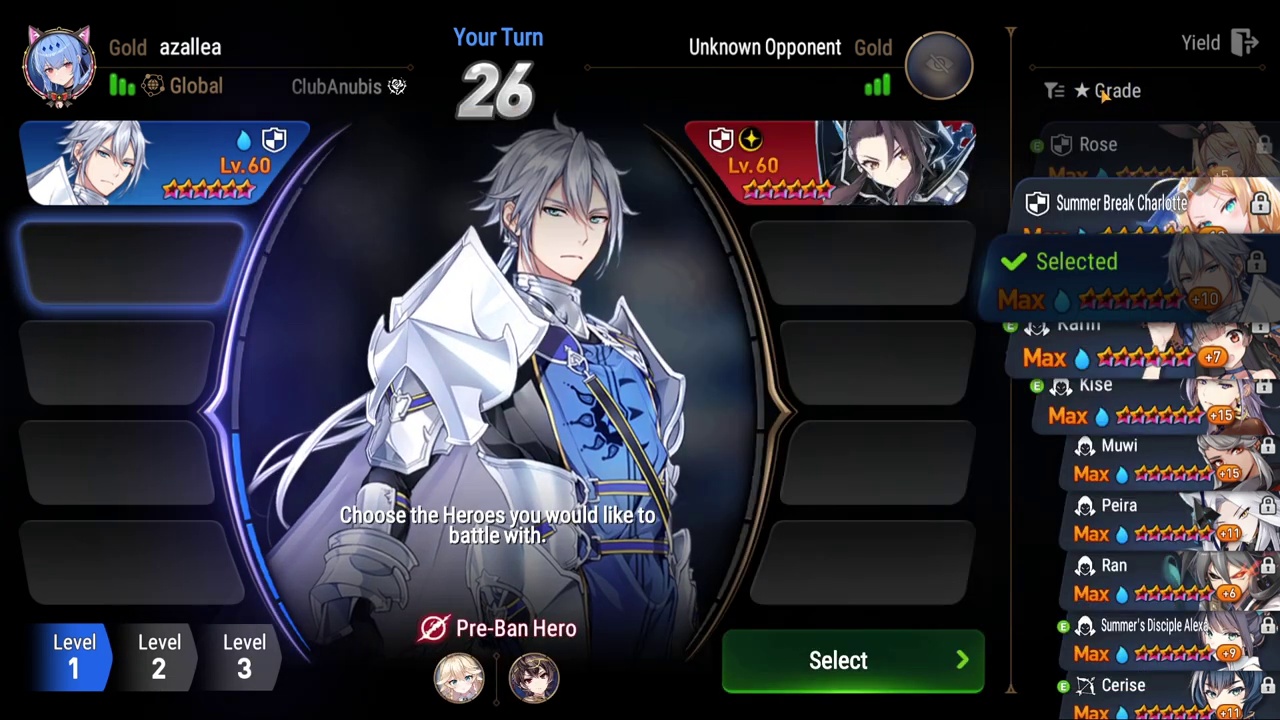 Gold azallea
Global
ClubAnubis
Your Turn
26
Unknown Opponent Gold
Yield
Grade
Lv.60
Lv.60
Rose
Summer Break Charlotte
Selected
Max +10
Karin
Max +7
Kise
Max +15
Muwi
Max +15
Peira
Max +11
Ran
Max +6
Summer's Disciple Alexa
Max +9
Cerise
Max +11
Choose the Heroes you would like to
battle with.
Pre-Ban Hero
Level
1
Level
2
Level
3
Select